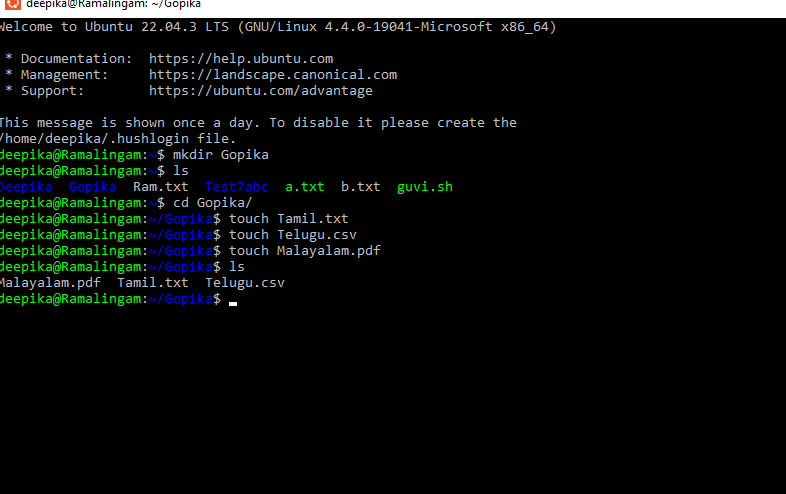 deepika@Ramalingam: ~/Gopika
Welcome to Ubuntu 22.04.3 LTS (GNU/Linux 4.4.0-19041-Microsoft x86_64)
* Documentation:  https://help.ubuntu.com
* Management:     https://landscape.canonical.com
* Support:        https://ubuntu.com/advantage
This message is shown once a day. To disable it please create the
/home/deepika/.hushlogin file.
deepika@Ramalingam:~$ mkdir Gopika
deepika@Ramalingam:~$ ls
Deepika  Gopika  Ram.txt  Test7abc  a.txt  b.txt  guvi.sh
deepika@Ramalingam:~$ cd Gopika/
deepika@Ramalingam:~/Gopika$ touch Tamil.txt
deepika@Ramalingam:~/Gopika$ touch Telugu.csv
deepika@Ramalingam:~/Gopika$ touch Malayalam.pdf
deepika@Ramalingam:~/Gopika$ ls
Malayalam.pdf  Tamil.txt  Telugu.csv
deepika@Ramalingam:~/Gopika$